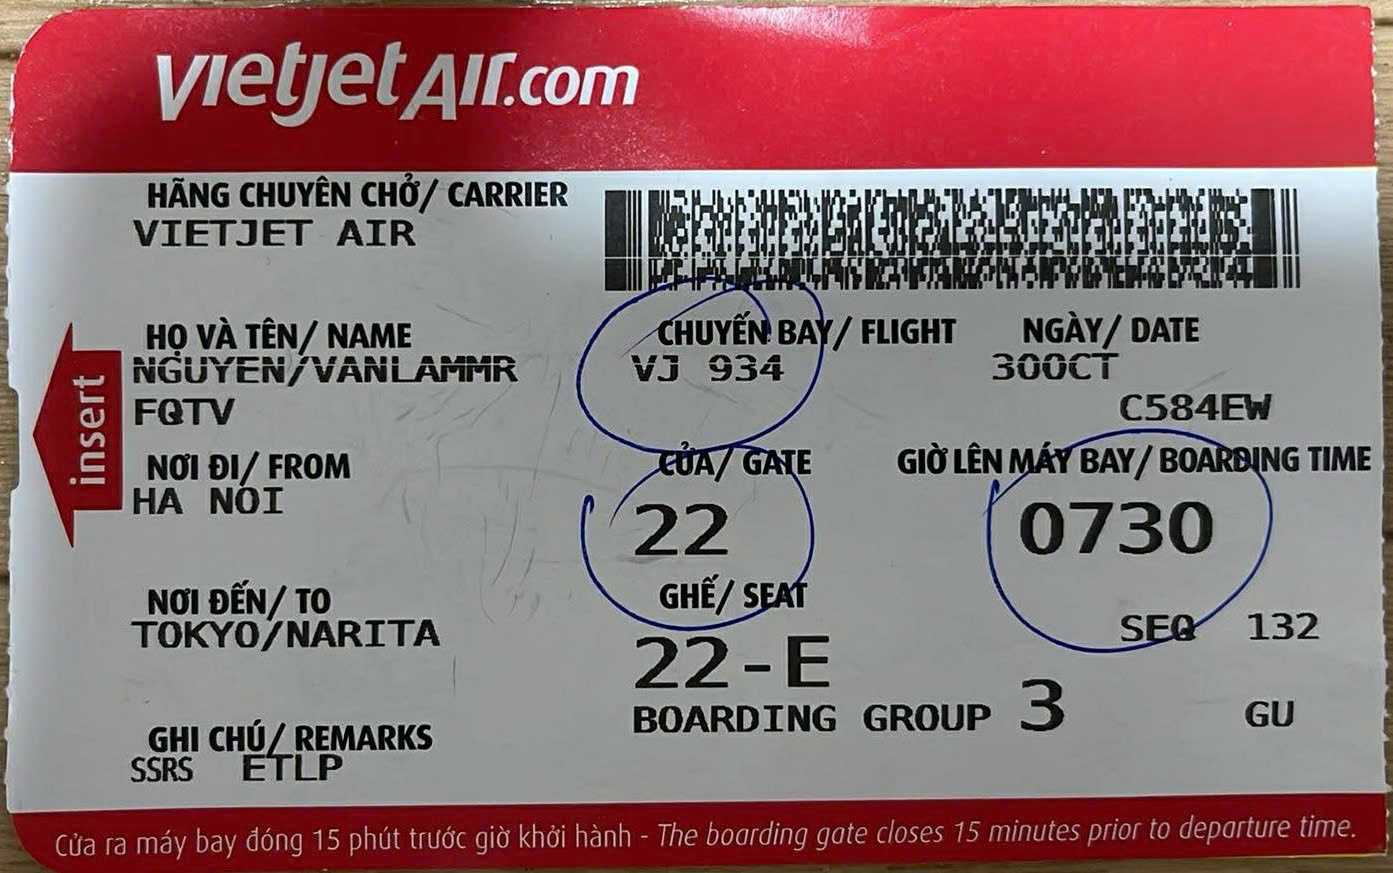 vietjetAir.com
HÃNG CHUYÊN CHỞ/ CARRIER
VIETJET AIR
HỌ VÀ TÊN/ NAME
NGUYEN/VANLAMMR
FQTV
CHUYẾN BAY/ FLIGHT
VJ 934
NGÀY/ DATE
30OCT
C584EW
insert
NƠI ĐI/ FROM
HA NOI
CỬA/ GATE
22
GIỜ LÊN MÁY BAY/ BOARDING TIME
0730
NƠI ĐẾN/ TO
TOKYO/NARITA
GHẾ/ SEAT
22-E
SEQ 132
BOARDING GROUP 3
GU
GHI CHÚ/ REMARKS
SSRS ETLP
Cửa ra máy bay đóng 15 phút trước giờ khởi hành - The boarding gate closes 15 minutes prior to departure time.